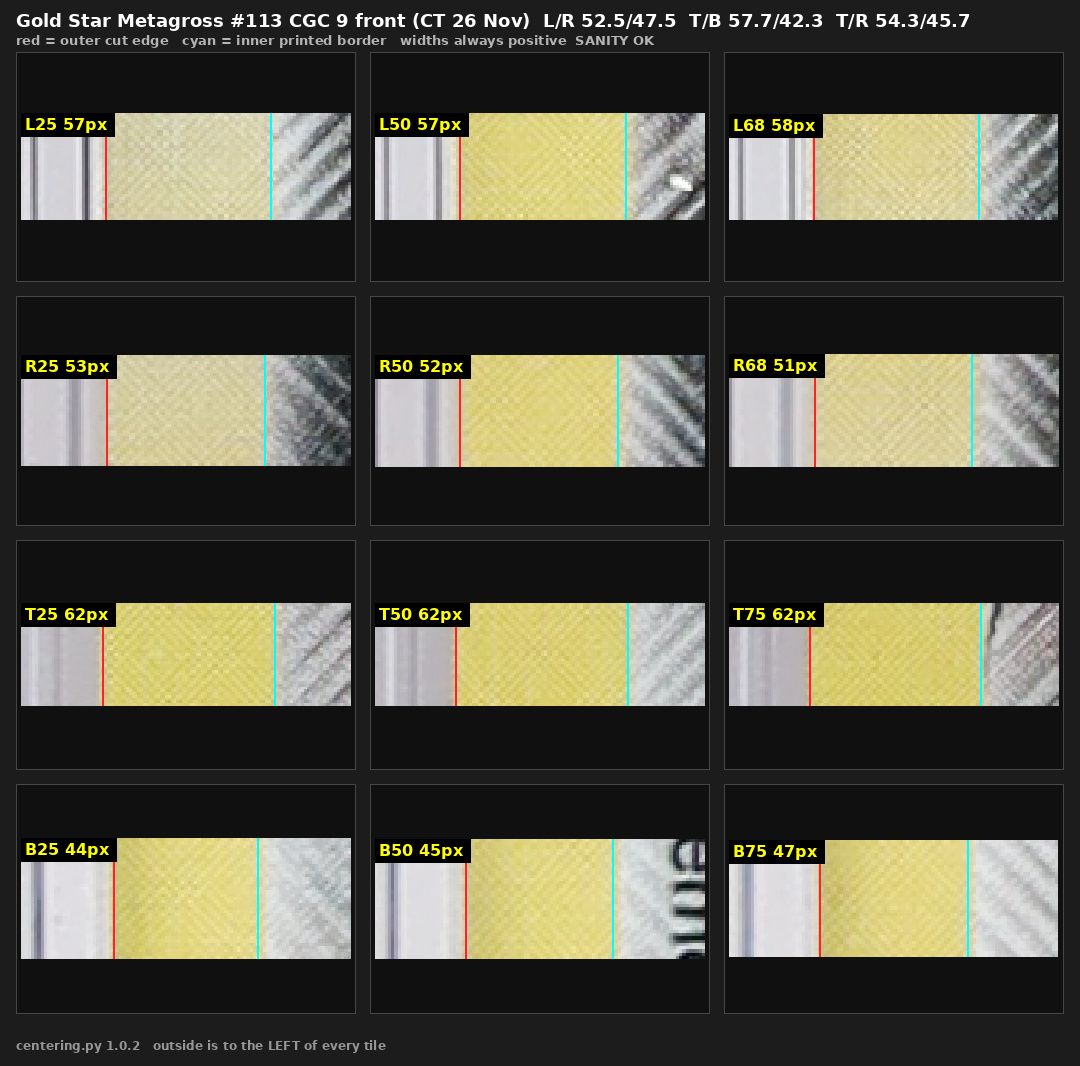 Gold Star Metagross #113 CGC 9 front (CT 26 Nov)  L/R 52.5/47.5  T/B 57.7/42.3  T/R 54.3/45.7
red = outer cut edge   cyan = inner printed border   widths always positive  SANITY OK
L25 57px
L50 57px
L68 58px
R25 53px
R50 52px
R68 51px
T25 62px
T50 62px
T75 62px
B25 44px
B50 45px
B75 47px
centering.py 1.0.2   outside is to the LEFT of every tile